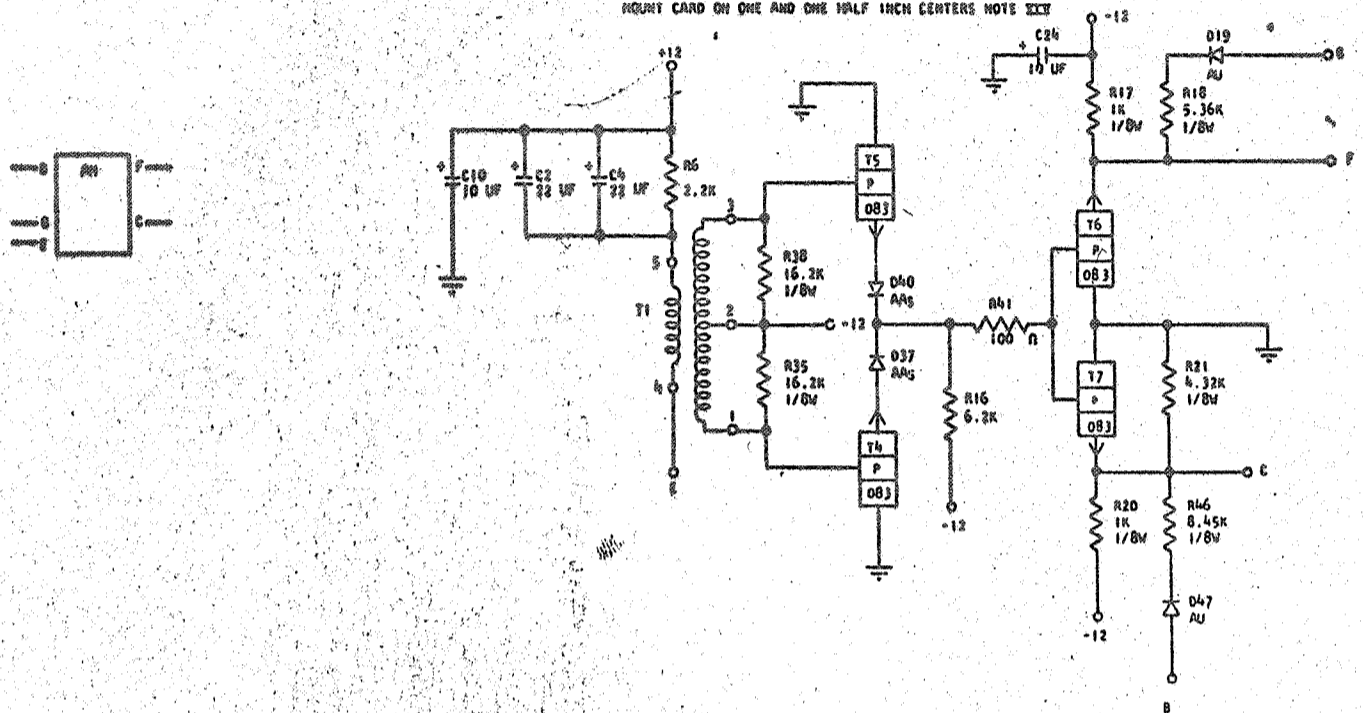 MOUNT CARD ON ONE AND ONE HALF INCH CENTERS NOTE XXV
-12
+12
C24
+
10 UF
D19
AU
R17
1K
1/8W
R18
5.36K
1/8W
F
AM
F
C
+ C10
10 UF
+ C2
22 UF
+ C4
22 UF
R6
2.2K
T5
P
083
3
5
T1
4
2
1
R38
16.2K
1/8W
-12
R35
16.2K
1/8W
D40
AAS
D37
AAS
T4
P
083
R16
6.2K
-12
R41
100 Ω
T6
P
083
T7
P
083
R21
4.32K
1/8W
R20
1K
1/8W
-12
R46
8.45K
1/8W
D47
AU
B